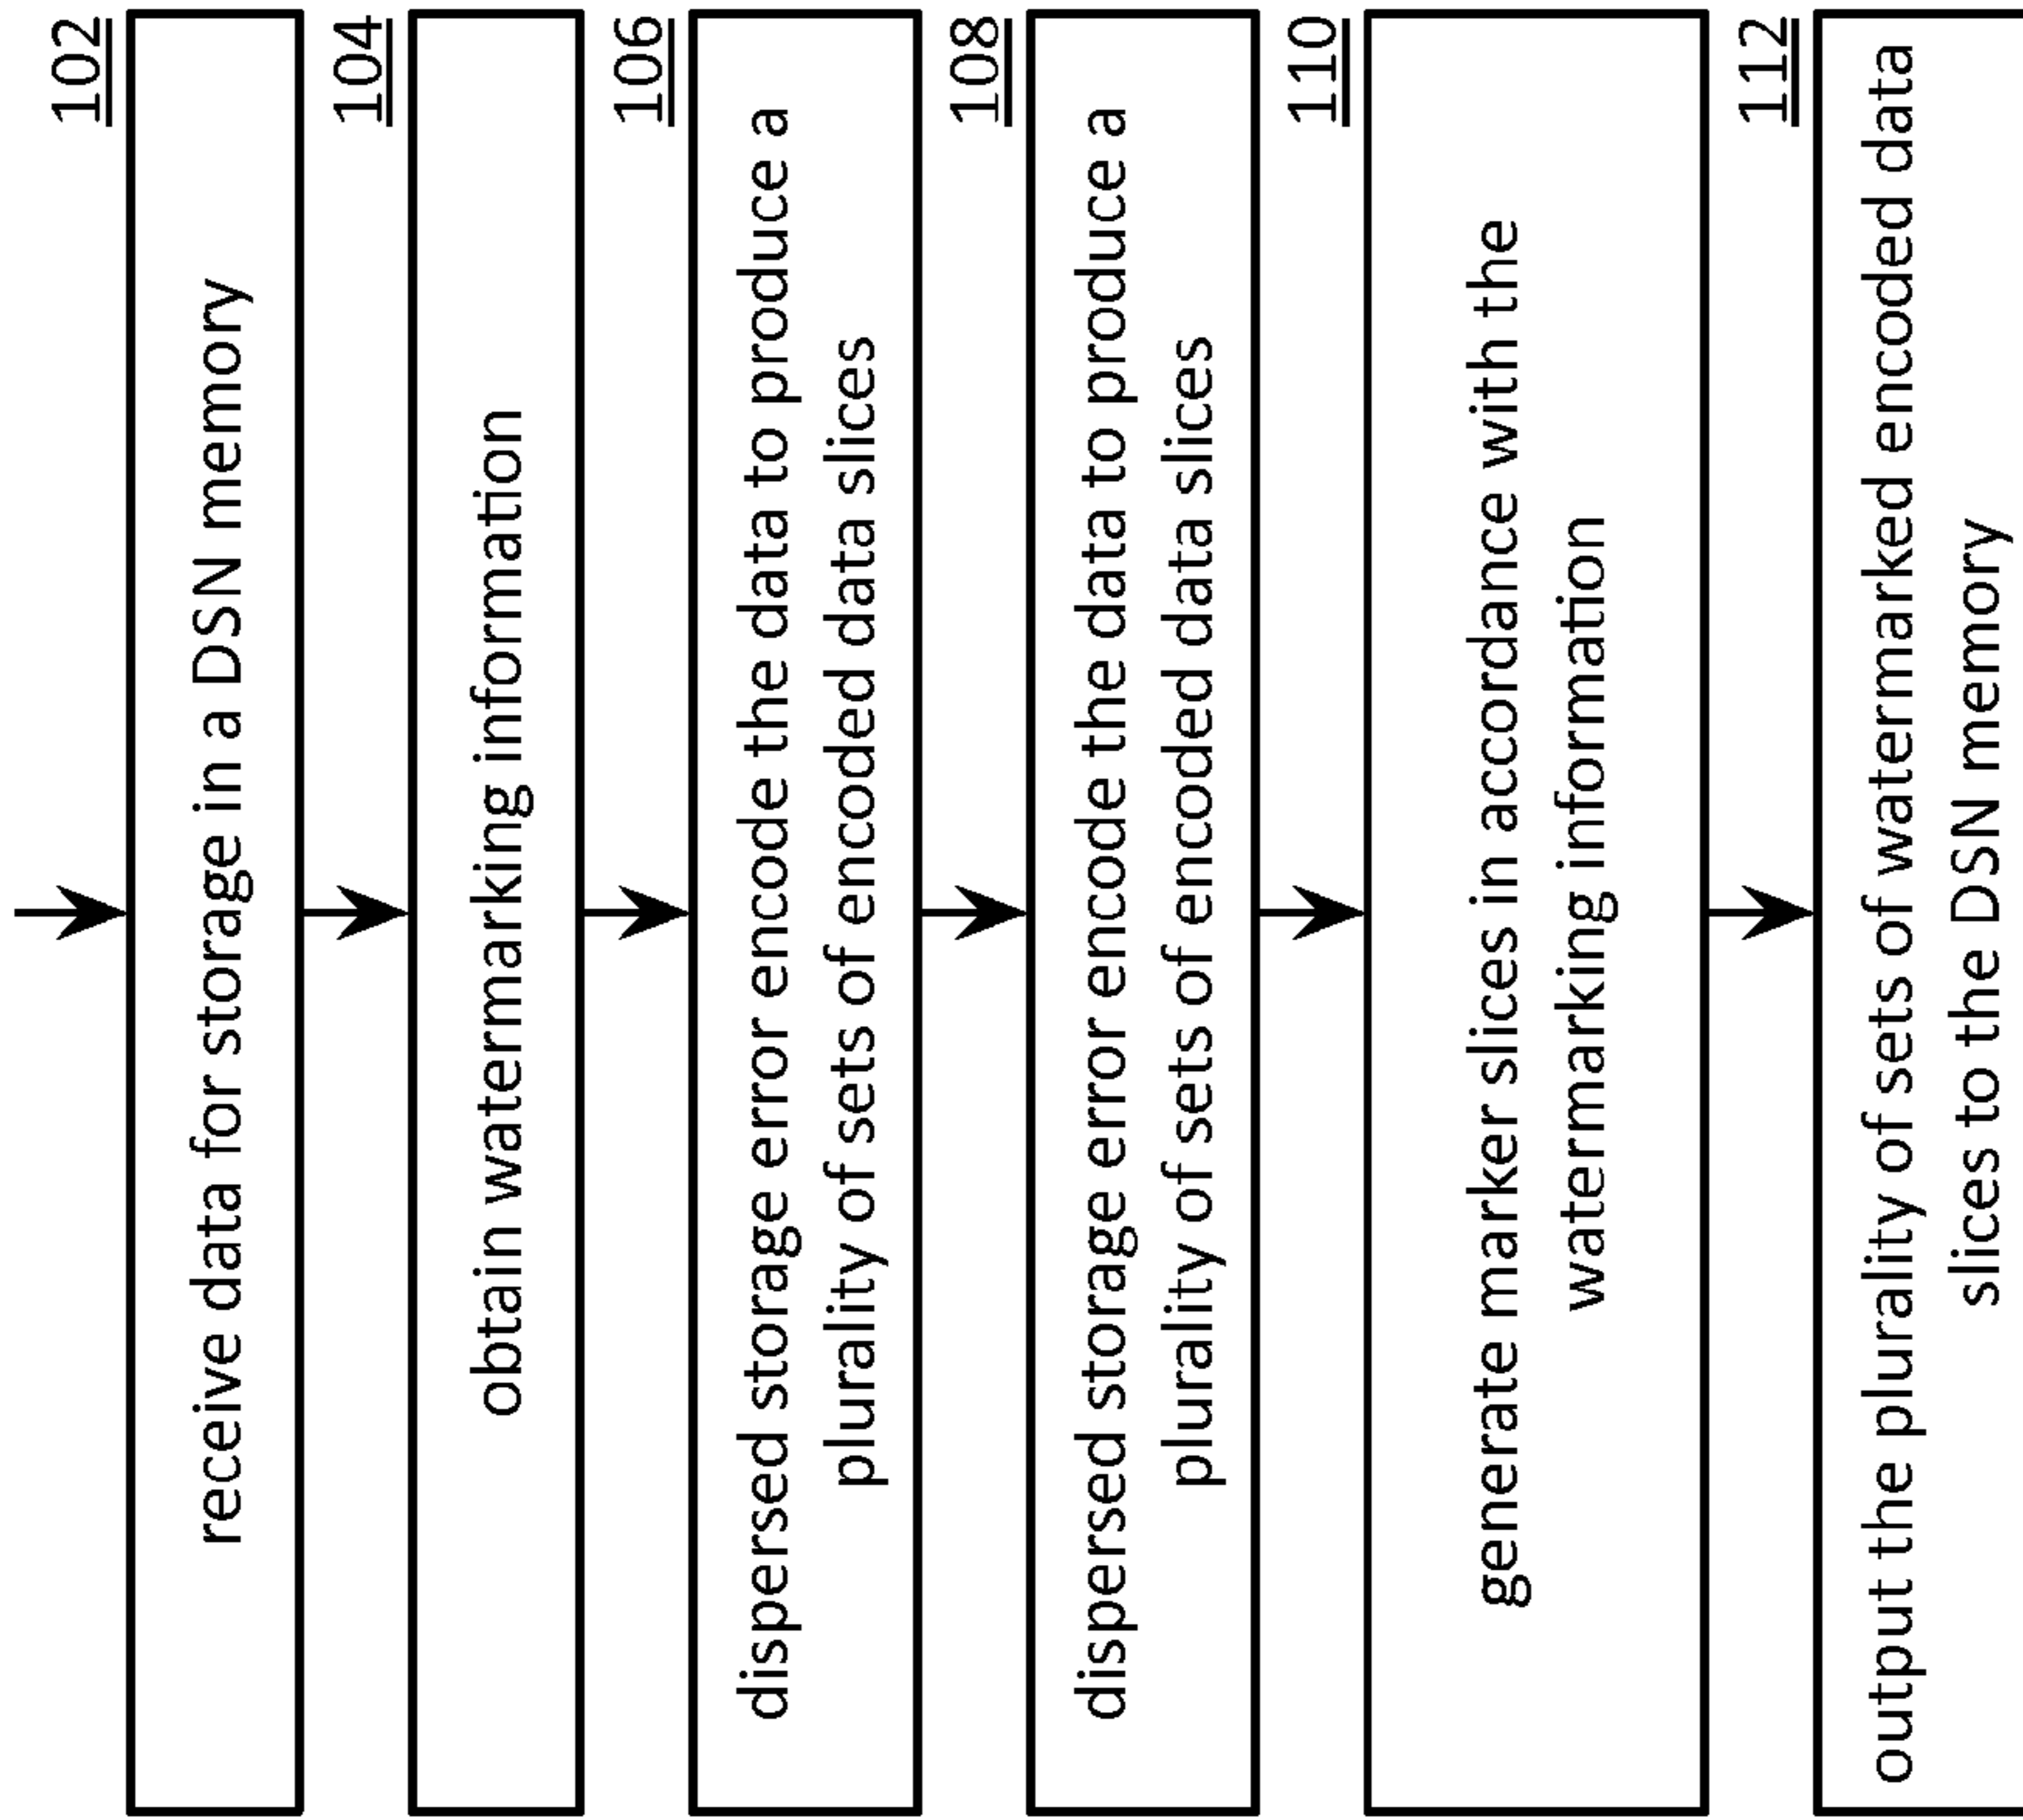 102
receive data for storage in a DSN memory
104
obtain watermarking information
106
dispersed storage error encode the data to produce a
plurality of sets of encoded data slices
108
dispersed storage error encode the data to produce a
plurality of sets of encoded data slices
110
generate marker slices in accordance with the
watermarking information
112
output the plurality of sets of watermarked encoded data
slices to the DSN memory